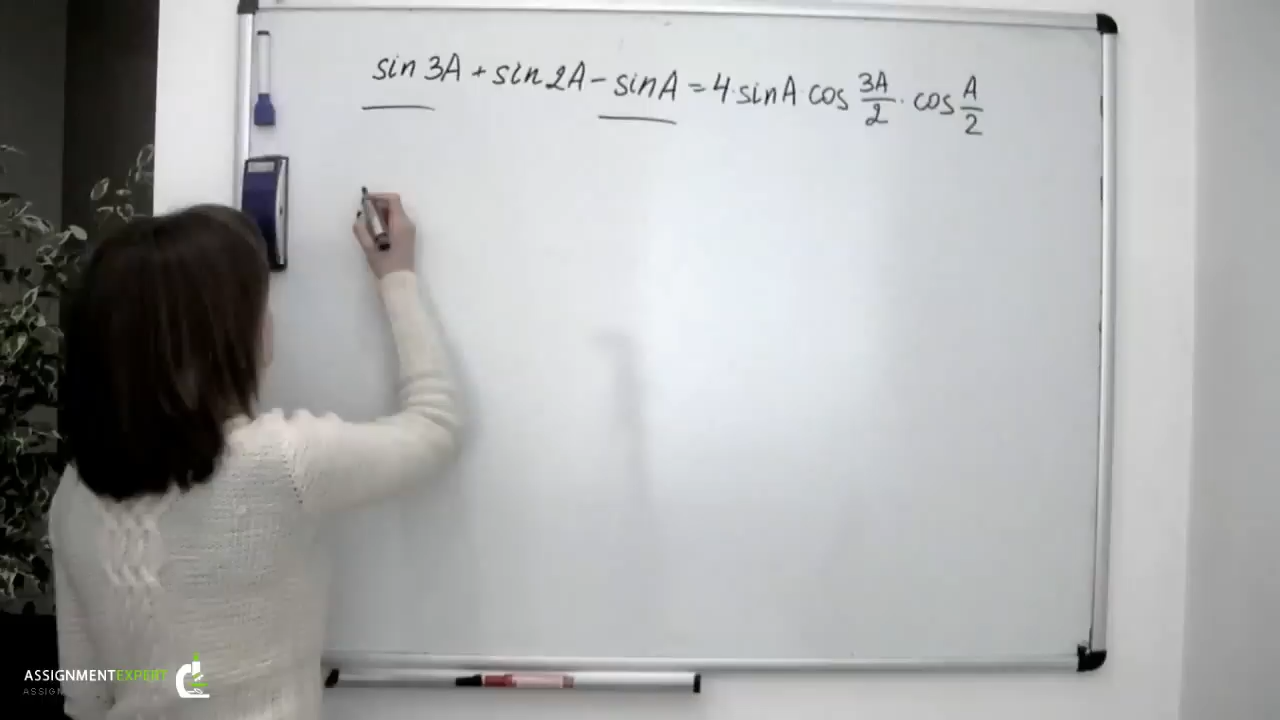 sin 3A + sin 2A − sin A = 4·sin A·cos 3A/2 · cos A/2
ASSIGNMENTEXPERT